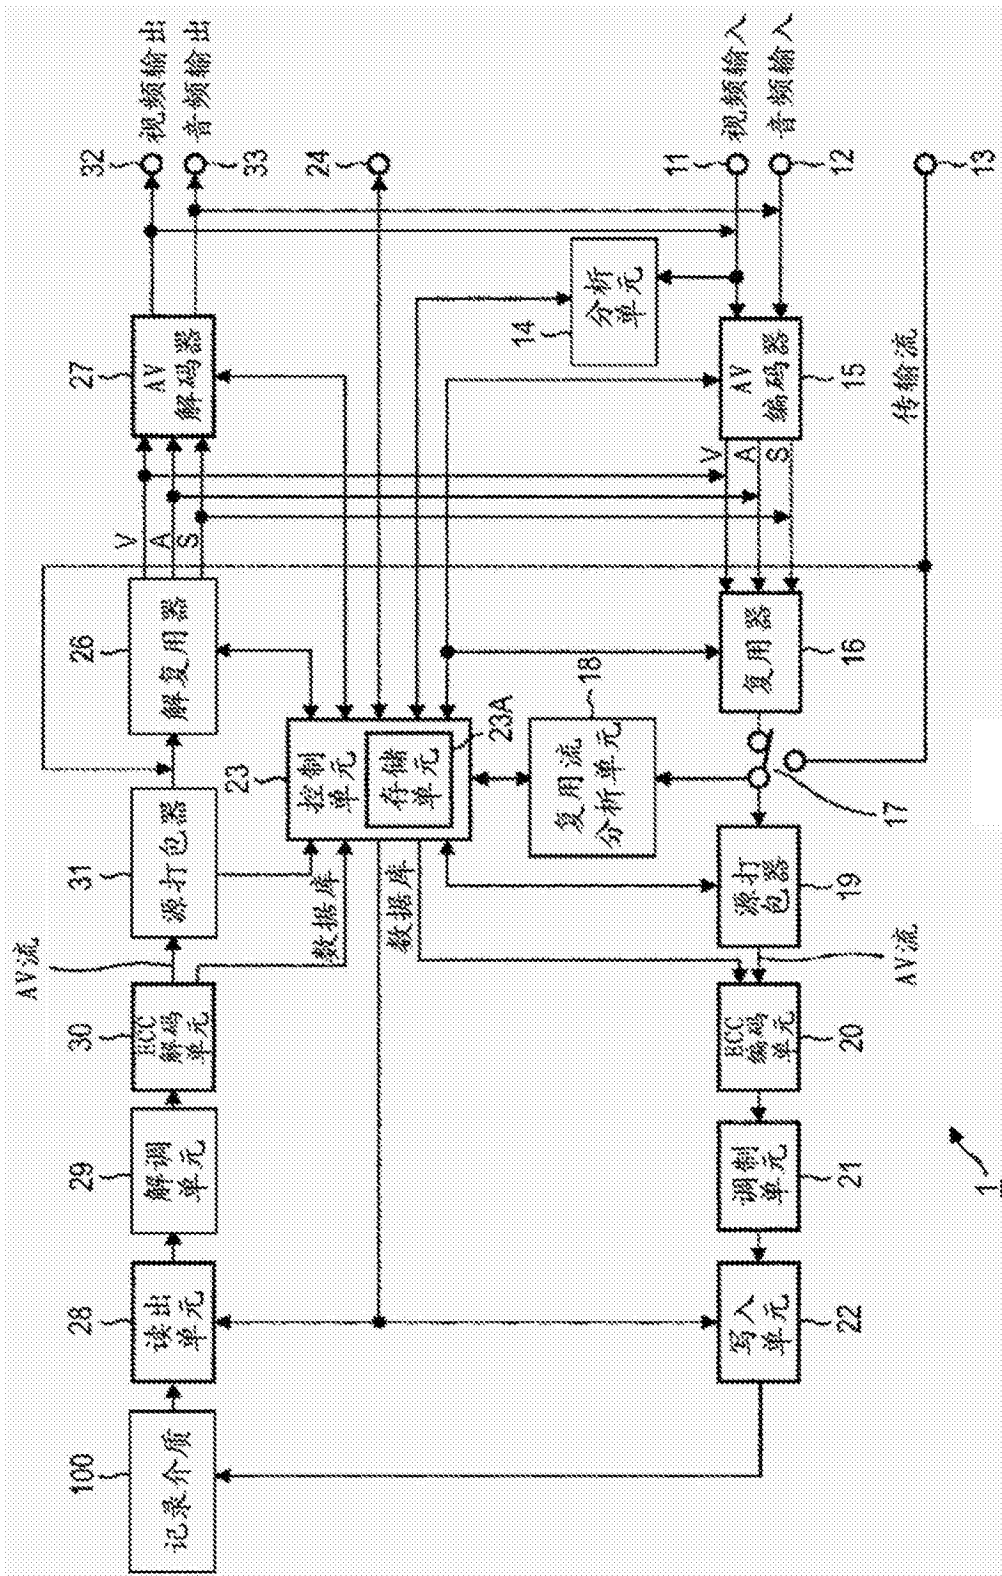 100
记录介质
28
读出
单元
29
解调
单元
30
ECC
解码
单元
AV流
31
源打包器
26
解复用器
V
A
S
27
AV
解码器
32
视频输出
33
音频输出
24
数据库
数据库
23
控制
单元
存储
单元
23A
18
复用流
分析单元
14
分析
单元
11
视频输入
12
音频输入
13
传输流
22
写入
单元
21
调制
单元
20
ECC
编码
单元
AV流
19
源打
包器
17
16
复用器
V
A
S
15
AV
编码器
1